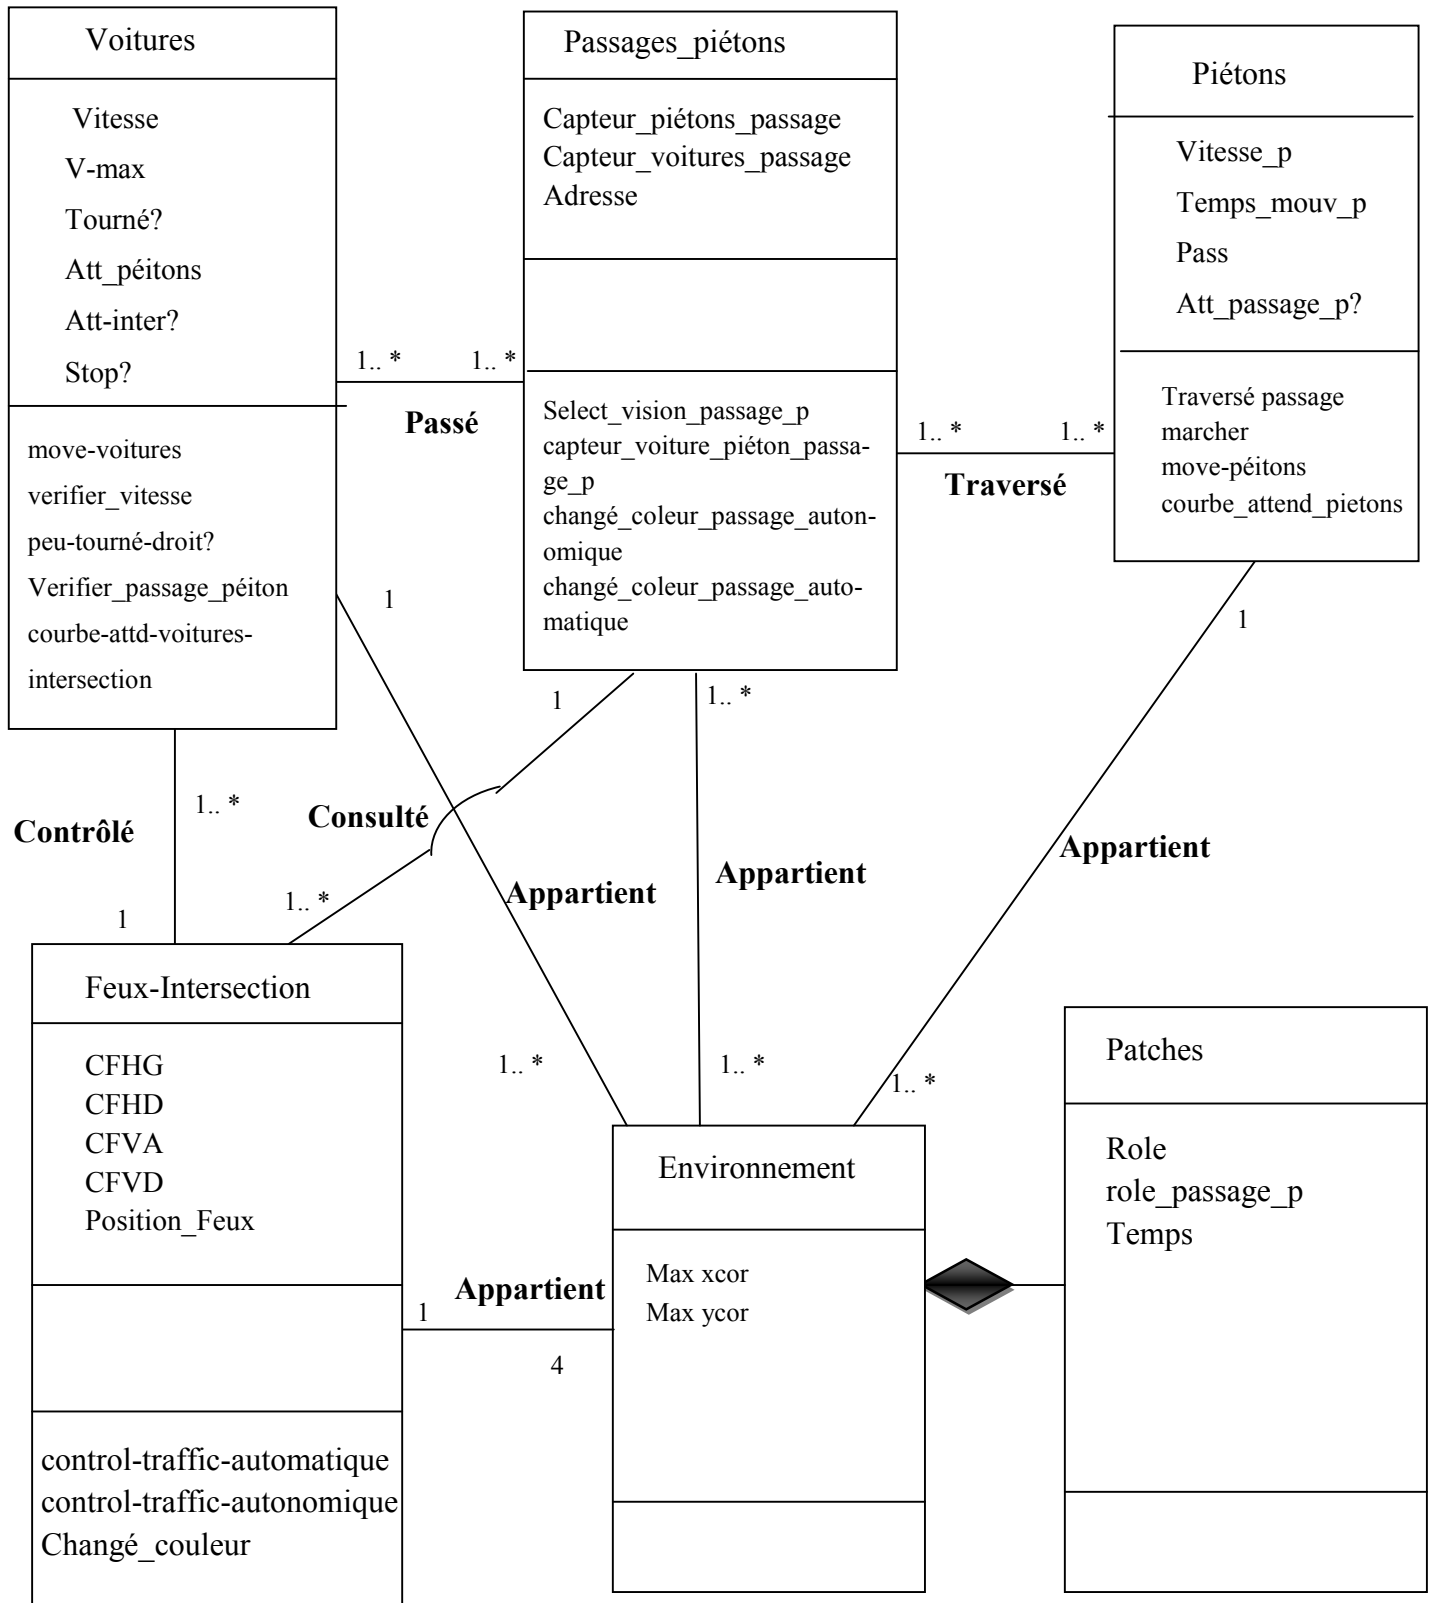 Voitures
Vitesse
V-max
Tourné?
Att_péitons
Att-inter?
Stop?
move-voitures
verifier_vitesse
peu-tourné-droit?
Verifier_passage_péiton
courbe-attd-voitures-
intersection
Passages_piétons
Capteur_piétons_passage
Capteur_voitures_passage
Adresse
Select_vision_passage_p
capteur_voiture_piéton_passa-
ge_p
changé_coleur_passage_auton-
omique
changé_coleur_passage_auto-
matique
Piétons
Vitesse_p
Temps_mouv_p
Pass
Att_passage_p?
Traversé passage
marcher
move-péitons
courbe_attend_pietons
1.. *
1.. *
Passé
1.. *
1.. *
Traversé
1
1
1.. *
1
1.. *
Contrôlé
1
Consulté
1.. *
Appartient
1.. *
Appartient
1.. *
Appartient
1.. *
Feux-Intersection
CFHG
CFHD
CFVA
CFVD
Position_Feux
control-traffic-automatique
control-traffic-autonomique
Changé_couleur
Appartient
1
4
Environnement
Max xcor
Max ycor
Patches
Role
role_passage_p
Temps